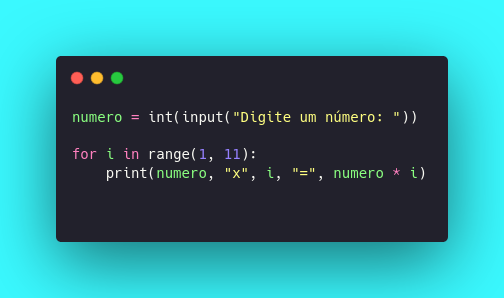 numero = int(input("Digite um número: "))
for i in range(1, 11):
    print(numero, "x", i, "=", numero * i)